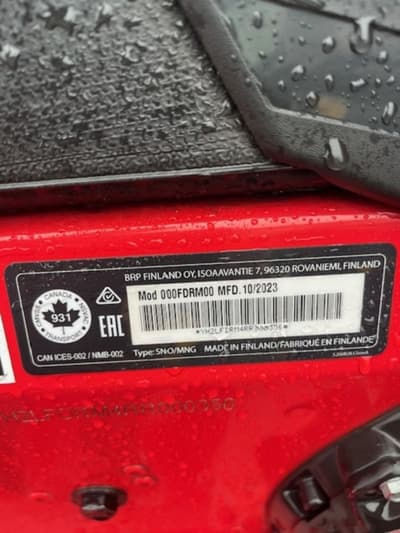 BRP FINLAND OY, ISOAAVANTIE 7, 96320 ROVANIEMI, FINLAND
Mod 000FDRM00 MFD. 10/2023
CANADA
931
TRANSPORT
EAC
CAN ICES-002 / NMB-002 Type: SNO/MNG MADE IN FINLAND/FABRIQUÉ EN FINLANDE